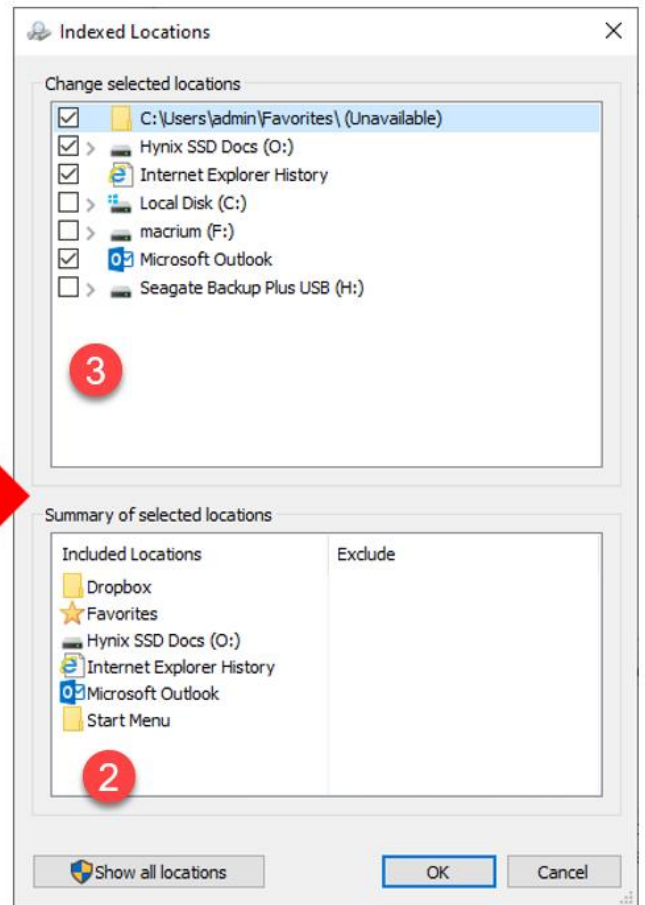 Indexed Locations
Change selected locations
C:\Users\admin\Favorites\ (Unavailable)
Hynix SSD Docs (O:)
Internet Explorer History
Local Disk (C:)
macrium (F:)
Microsoft Outlook
Seagate Backup Plus USB (H:)
3
Summary of selected locations
Included Locations Exclude
Dropbox
Favorites
Hynix SSD Docs (O:)
Internet Explorer History
Microsoft Outlook
Start Menu
2
Show all locations OK Cancel